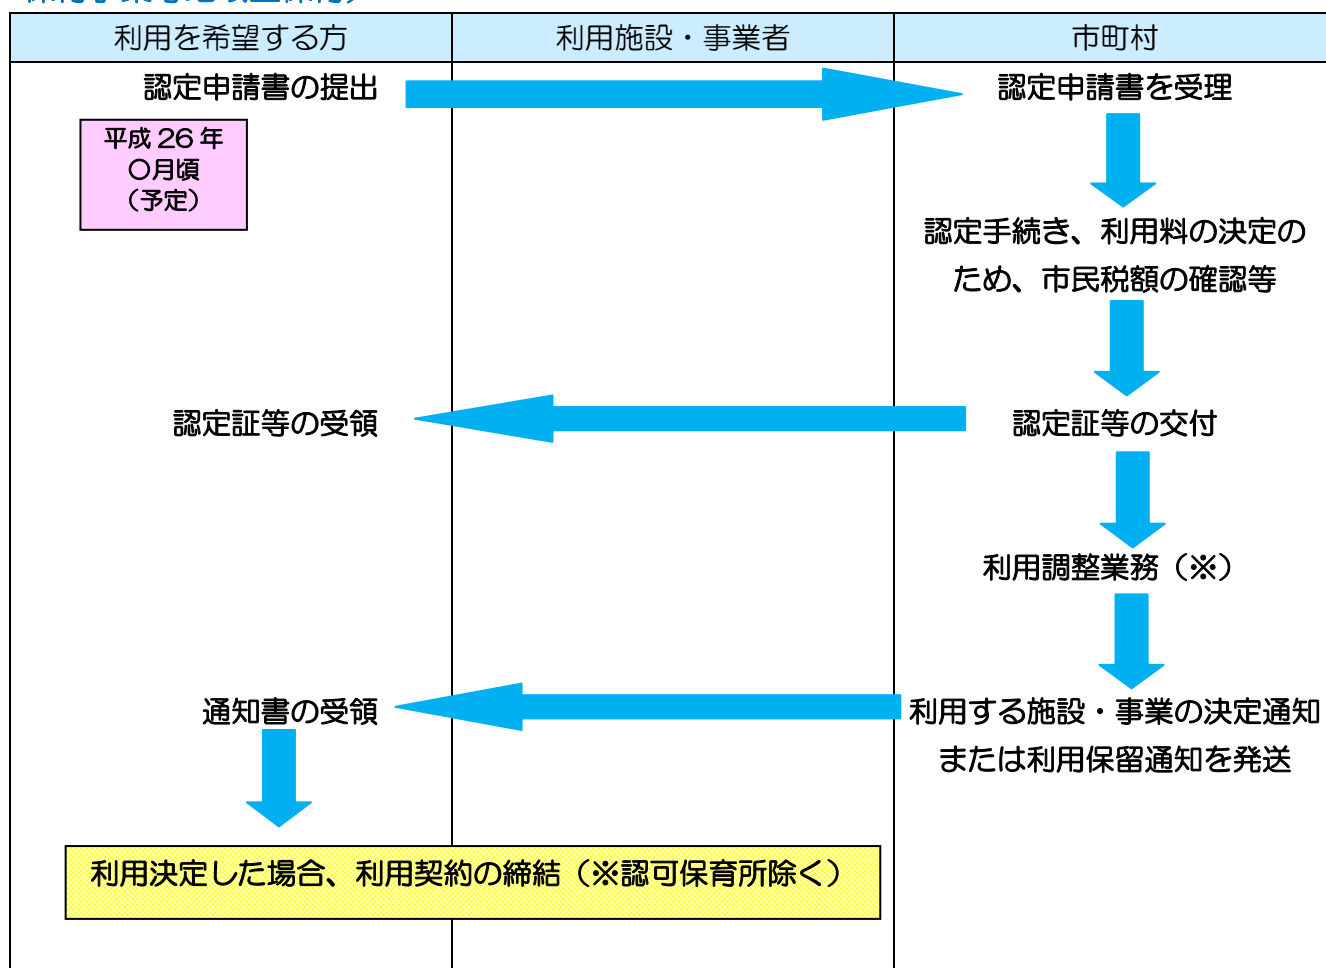 利用を希望する方
利用施設・事業者
市町村
認定申請書の提出
認定申請書を受理
平成 26 年
〇月頃
（予定）
認定手続き、利用料の決定の
ため、市民税額の確認等
認定証等の受領
認定証等の交付
利用調整業務（※）
通知書の受領
利用する施設・事業の決定通知
または利用保留通知を発送
利用決定した場合、利用契約の締結（※認可保育所除く）